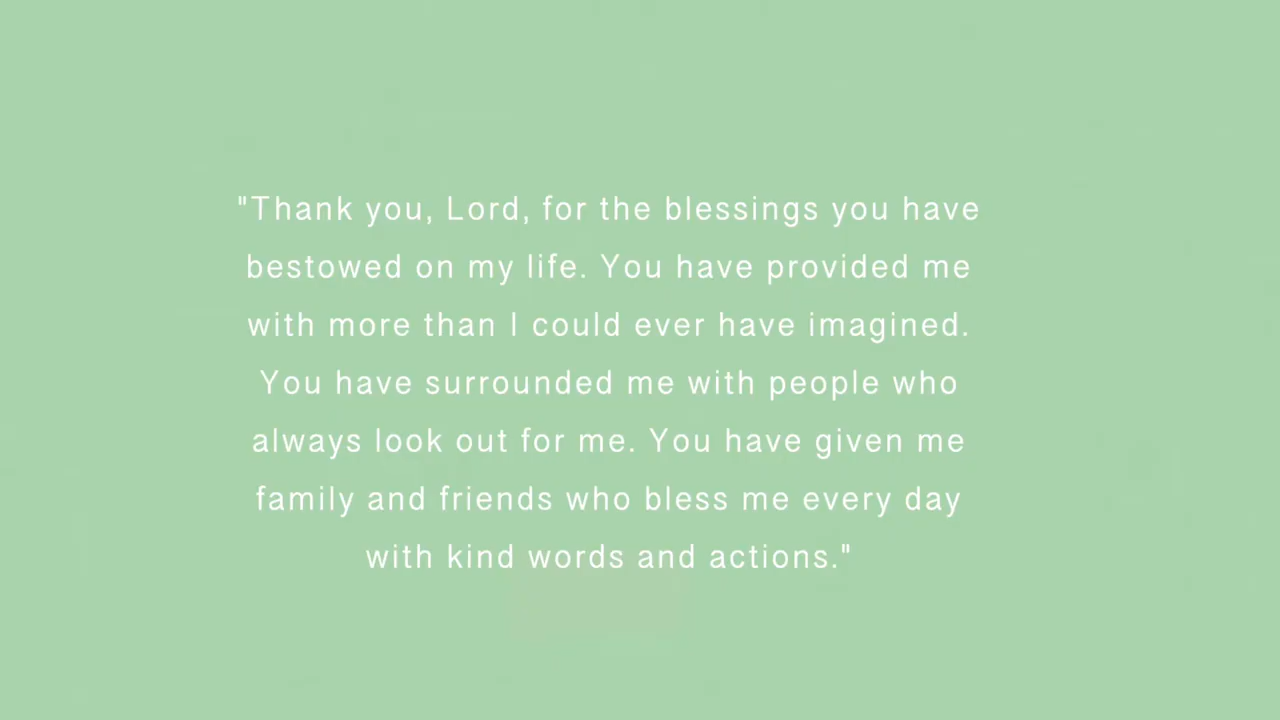 "Thank you, Lord, for the blessings you have
bestowed on my life. You have provided me
with more than I could ever have imagined.
You have surrounded me with people who
always look out for me. You have given me
family and friends who bless me every day
with kind words and actions."